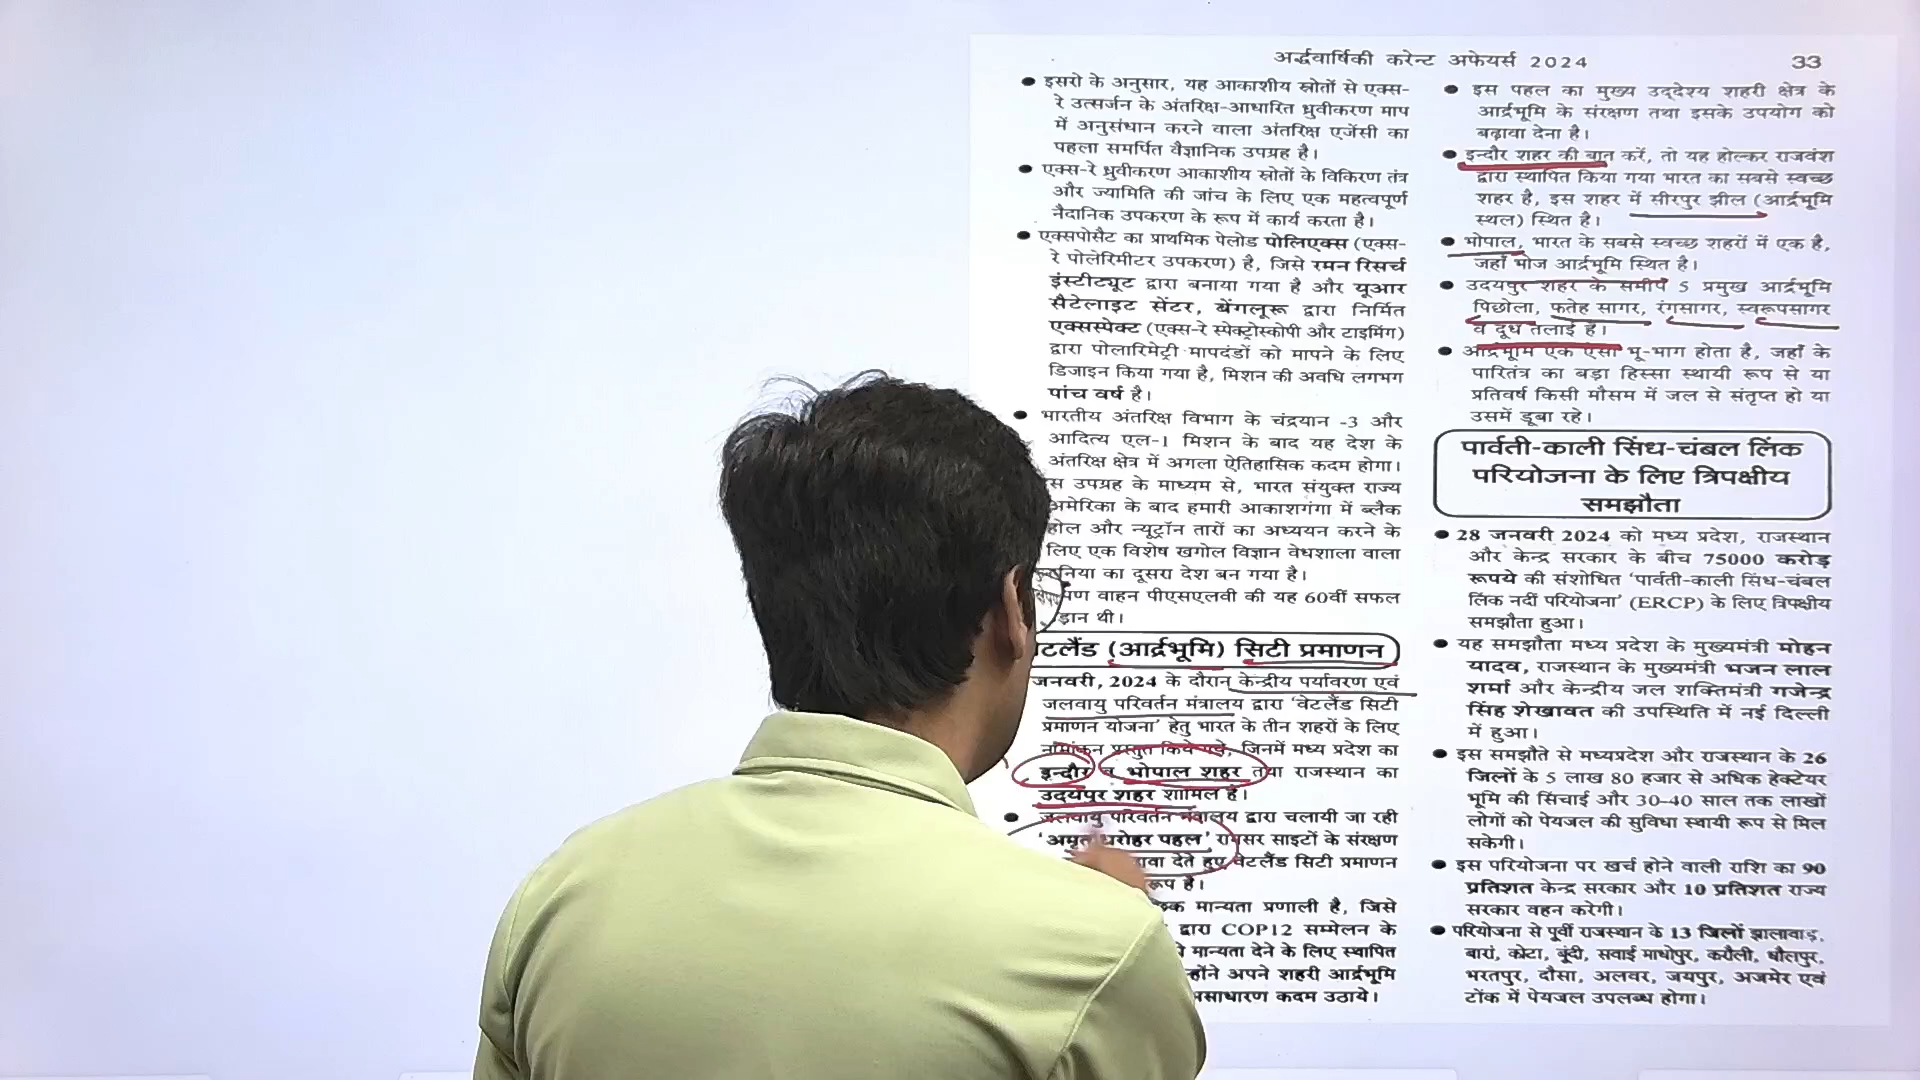 अर्द्धवार्षिकी करेन्ट अफेयर्स 2024
33
● इसरो के अनुसार, यह आकाशीय स्रोतों से एक्स-
रे उत्सर्जन के अंतरिक्ष-आधारित ध्रुवीकरण माप
में अनुसंधान करने वाला अंतरिक्ष एजेंसी का
पहला समर्पित वैज्ञानिक उपग्रह है।
● एक्स-रे ध्रुवीकरण आकाशीय स्रोतों के विकिरण तंत्र
और ज्यामिति की जांच के लिए एक महत्वपूर्ण
नैदानिक उपकरण के रूप में कार्य करता है।
● एक्सपोसैट का प्राथमिक पेलोड पोलिएक्स (एक्स-
रे पोलेरिमीटर उपकरण) है, जिसे रमन रिसर्च
इंस्टीट्यूट द्वारा बनाया गया है और यूआर
सैटेलाइट सेंटर, बेंगलूरू द्वारा निर्मित
एक्सस्पेक्ट (एक्स-रे स्पेक्ट्रोस्कोपी और टाइमिंग)
द्वारा पोलारिमेट्री मापदंडों को मापने के लिए
डिजाइन किया गया है, मिशन की अवधि लगभग
पांच वर्ष है।
● भारतीय अंतरिक्ष विभाग के चंद्रयान -3 और
आदित्य एल-1 मिशन के बाद यह देश के
अंतरिक्ष क्षेत्र में अगला ऐतिहासिक कदम होगा।
स उपग्रह के माध्यम से, भारत संयुक्त राज्य
अमेरिका के बाद हमारी आकाशगंगा में ब्लैक
होल और न्यूट्रॉन तारों का अध्ययन करने के
लिए एक विशेष खगोल विज्ञान वेधशाला वाला
निया का दूसरा देश बन गया है।
पण वाहन पीएसएलवी की यह 60वीं सफल
ड़ान थी।
टलैंड (आर्द्रभूमि) सिटी प्रमाणन
जनवरी, 2024 के दौरान केन्द्रीय पर्यावरण एवं
जलवायु परिवर्तन मंत्रालय द्वारा 'वेटलैंड सिटी
प्रमाणन योजना' हेतु भारत के तीन शहरों के लिए
नामांकन प्रस्तुत किये गये, जिनमें मध्य प्रदेश का
इन्दौर व भोपाल शहर तथा राजस्थान का
उदयपुर शहर शामिल है।
● जलवायु परिवर्तन मंत्रालय द्वारा चलायी जा रही
'अमृत धरोहर पहल' रामसर साइटों के संरक्षण
वा देते हुए वेटलैंड सिटी प्रमाणन
रूप है।
क मान्यता प्रणाली है, जिसे
द्वारा COP12 सम्मेलन के
मान्यता देने के लिए स्थापित
होंने अपने शहरी आर्द्रभूमि
साधारण कदम उठाये।
● इस पहल का मुख्य उद्देश्य शहरी क्षेत्र के
आर्द्रभूमि के संरक्षण तथा इसके उपयोग को
बढ़ावा देना है।
● इन्दौर शहर की बात करें, तो यह होल्कर राजवंश
द्वारा स्थापित किया गया भारत का सबसे स्वच्छ
शहर है, इस शहर में सीरपुर झील (आर्द्रभूमि
स्थल) स्थित है।
● भोपाल, भारत के सबसे स्वच्छ शहरों में एक है,
जहाँ भोज आर्द्रभूमि स्थित है।
● उदयपुर शहर के समीप 5 प्रमुख आर्द्रभूमि
पिछोला, फतेह सागर, रंगसागर, स्वरूपसागर
व दूध तलाई है।
● आर्द्रभूमि एक ऐसा भू-भाग होता है, जहाँ के
पारितंत्र का बड़ा हिस्सा स्थायी रूप से या
प्रतिवर्ष किसी मौसम में जल से संतृप्त हो या
उसमें डूबा रहे।
पार्वती-काली सिंध-चंबल लिंक
परियोजना के लिए त्रिपक्षीय
समझौता
● 28 जनवरी 2024 को मध्य प्रदेश, राजस्थान
और केन्द्र सरकार के बीच 75000 करोड़
रूपये की संशोधित 'पार्वती-काली सिंध-चंबल
लिंक नदी परियोजना' (ERCP) के लिए त्रिपक्षीय
समझौता हुआ।
● यह समझौता मध्य प्रदेश के मुख्यमंत्री मोहन
यादव, राजस्थान के मुख्यमंत्री भजन लाल
शर्मा और केन्द्रीय जल शक्तिमंत्री गजेन्द्र
सिंह शेखावत की उपस्थिति में नई दिल्ली
में हुआ।
● इस समझौते से मध्यप्रदेश और राजस्थान के 26
जिलों के 5 लाख 80 हजार से अधिक हेक्टेयर
भूमि की सिंचाई और 30-40 साल तक लाखों
लोगों को पेयजल की सुविधा स्थायी रूप से मिल
सकेगी।
● इस परियोजना पर खर्च होने वाली राशि का 90
प्रतिशत केन्द्र सरकार और 10 प्रतिशत राज्य
सरकार वहन करेगी।
● परियोजना से पूर्वी राजस्थान के 13 जिलों झालावाड़,
बारां, कोटा, बूंदी, सवाई माधोपुर, करौली, धौलपुर,
भरतपुर, दौसा, अलवर, जयपुर, अजमेर एवं
टोंक में पेयजल उपलब्ध होगा।